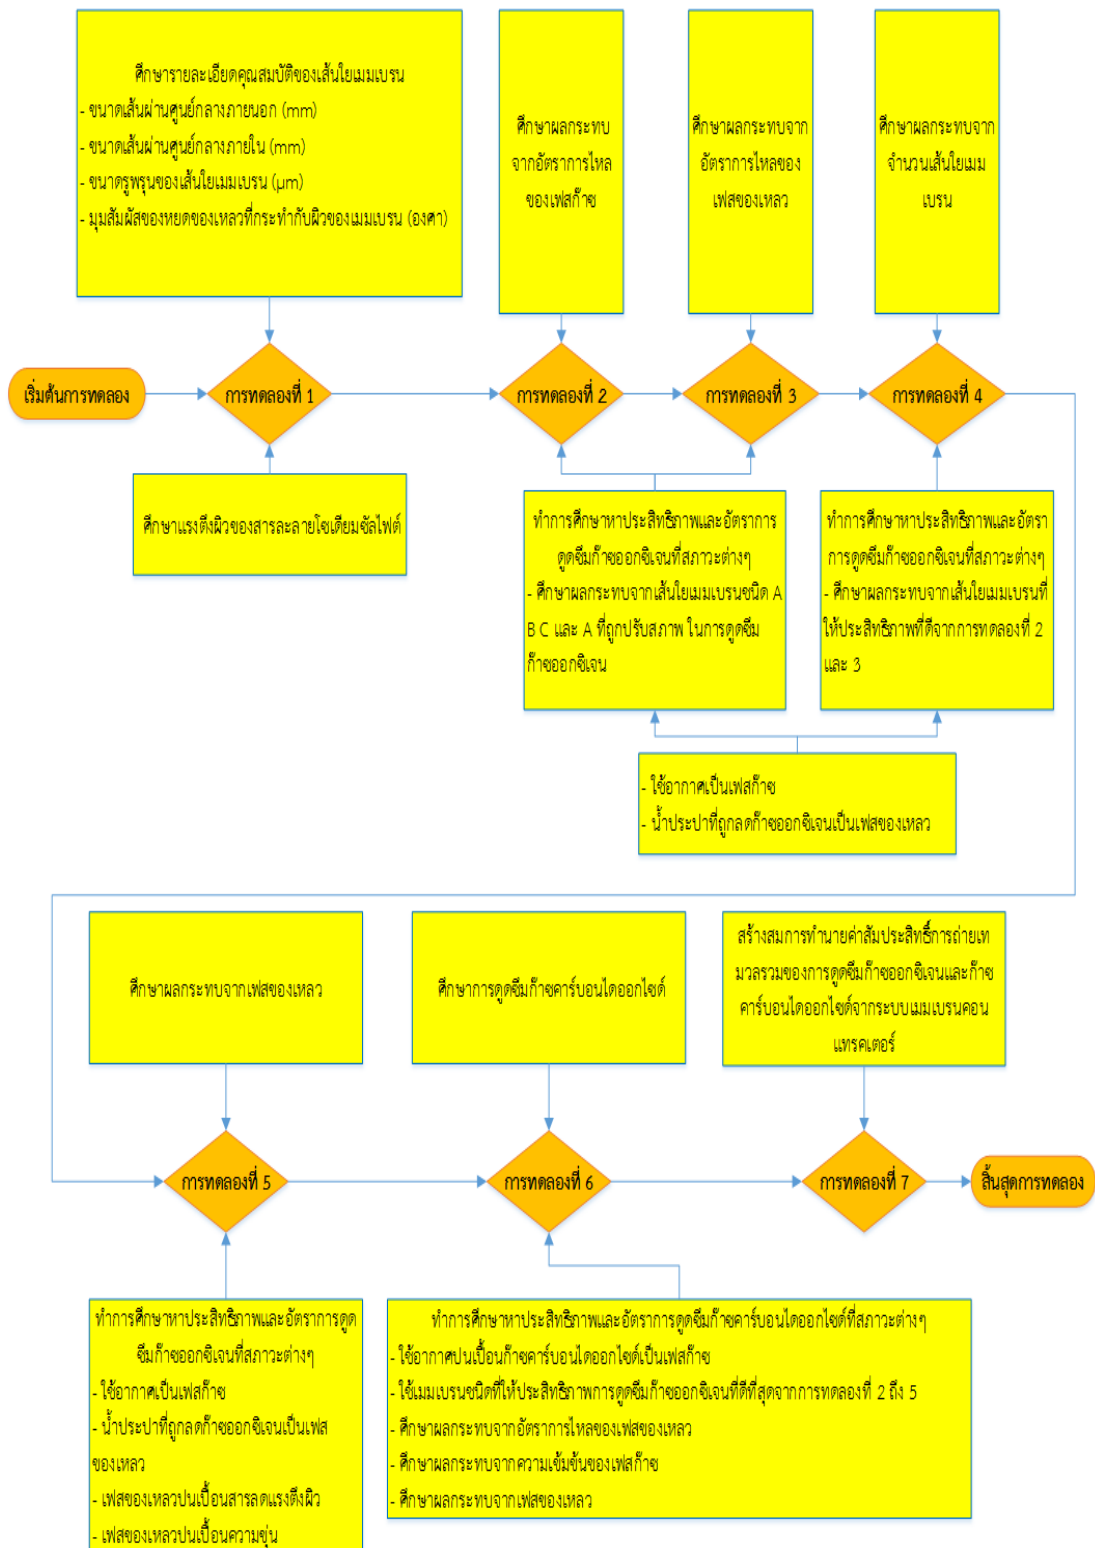 ศึกษารายละเอียดคุณสมบัติของเส้นใยเมมเบรน
- ขนาดเส้นผ่านศูนย์กลางภายนอก (mm)
- ขนาดเส้นผ่านศูนย์กลางภายใน (mm)
- ขนาดรูพรุนของเส้นใยเมมเบรน (µm)
- มุมสัมผัสของหยดของเหลวที่กระทำกับผิวของเมมเบรน (องศา)
ศึกษาผลกระทบ
จากอัตราการไหล
ของเฟสก๊าซ
ศึกษาผลกระทบจาก
อัตราการไหลของ
เฟสของเหลว
ศึกษาผลกระทบจาก
จำนวนเส้นใยเมม
เบรน
เริ่มต้นการทดลอง
การทดลองที่ 1
การทดลองที่ 2
การทดลองที่ 3
การทดลองที่ 4
ศึกษาแรงตึงผิวของสารละลายโซเดียมซัลไฟต์
ทำการศึกษาหาประสิทธิภาพและอัตราการ
ดูดซึมก๊าซออกซิเจนที่สภาวะต่างๆ
- ศึกษาผลกระทบจากเส้นใยเมมเบรนชนิด A
B C และ A ที่ถูกปรับสภาพ ในการดูดซึม
ก๊าซออกซิเจน
ทำการศึกษาหาประสิทธิภาพและอัตรา
การดูดซึมก๊าซออกซิเจนที่สภาวะต่างๆ
- ศึกษาผลกระทบจากเส้นใยเมมเบรนที่
ให้ประสิทธิภาพที่ดีจากการทดลองที่ 2
และ 3
- ใช้อากาศเป็นเฟสก๊าซ
- น้ำประปาที่ถูกลดก๊าซออกซิเจนเป็นเฟสของเหลว
ศึกษาผลกระทบจากเฟสของเหลว
ศึกษาการดูดซึมก๊าซคาร์บอนไดออกไซด์
สร้างสมการทำนายค่าสัมประสิทธิ์การถ่ายเท
มวลรวมของการดูดซึมก๊าซออกซิเจนและก๊าซ
คาร์บอนไดออกไซด์จากระบบเมมเบรนคอน
แทรคเตอร์
การทดลองที่ 5
การทดลองที่ 6
การทดลองที่ 7
สิ้นสุดการทดลอง
ทำการศึกษาหาประสิทธิภาพและอัตราการดูด
ซึมก๊าซออกซิเจนที่สภาวะต่างๆ
- ใช้อากาศเป็นเฟสก๊าซ
- น้ำประปาที่ถูกลดก๊าซออกซิเจนเป็นเฟส
ของเหลว
- เฟสของเหลวปนเปื้อนสารลดแรงตึงผิว
- เฟสของเหลวปนเปื้อนความขุ่น
ทำการศึกษาหาประสิทธิภาพและอัตราการดูดซึมก๊าซคาร์บอนไดออกไซด์ที่สภาวะต่างๆ
- ใช้อากาศปนเปื้อนก๊าซคาร์บอนไดออกไซด์เป็นเฟสก๊าซ
- ใช้เมมเบรนชนิดที่ให้ประสิทธิภาพการดูดซึมก๊าซออกซิเจนที่ดีที่สุดจากการทดลองที่ 2 ถึง 5
- ศึกษาผลกระทบจากอัตราการไหลของเฟสของเหลว
- ศึกษาผลกระทบจากความเข้มข้นของเฟสก๊าซ
- ศึกษาผลกระทบจากเฟสของเหลว